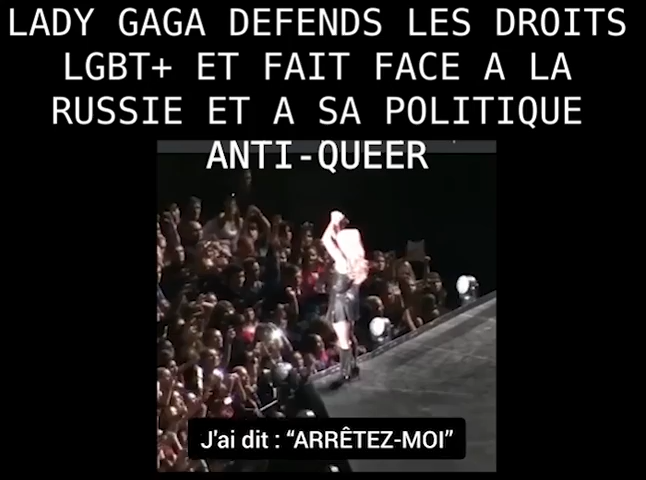 LADY GAGA DEFENDS LES DROITS
LGBT+ ET FAIT FACE A LA
RUSSIE ET A SA POLITIQUE
ANTI-QUEER
J'ai dit : “ARRÊTEZ-MOI”